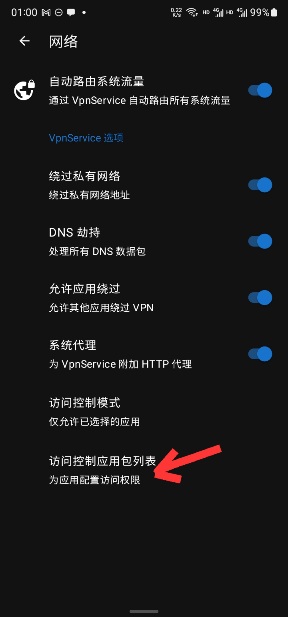 01:00
0.22 K/s HD 4G HD 4G 99%
网络
自动路由系统流量
通过 VpnService 自动路由所有系统流量
VpnService 选项
绕过私有网络
绕过私有网络地址
DNS 劫持
处理所有 DNS 数据包
允许应用绕过
允许其他应用绕过 VPN
系统代理
为 VpnService 附加 HTTP 代理
访问控制模式
仅允许已选择的应用
访问控制应用包列表
为应用配置访问权限